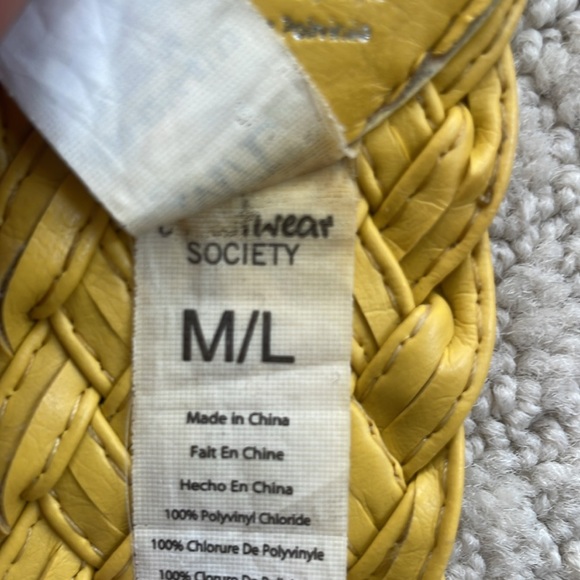 SOCIETY
M/L
Made in China
Fait En Chine
Hecho En China
100% Polyvinyl Chloride
100% Chlorure De Polyvinyle